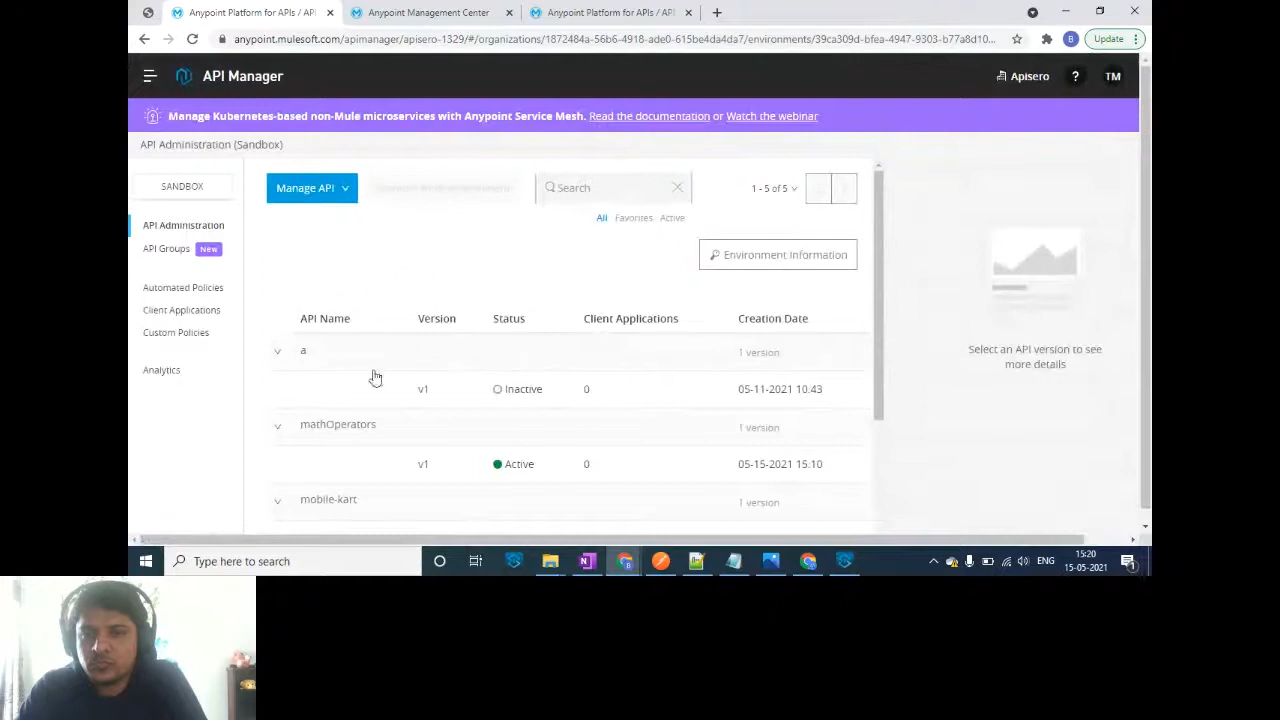 Anypoint Platform for APIs / API
Anypoint Management Center
Anypoint Platform for APIs / API
anypoint.mulesoft.com/apimanager/apisero-1329/#/organizations/1872484a-56b6-4918-ade0-615be4da4da7/environments/39ca309d-bfea-4947-9303-b77a8d10...
B
Update
API Manager
Apisero
?
TM
Manage Kubernetes-based non-Mule microservices with Anypoint Service Mesh. Read the documentation or Watch the webinar
API Administration (Sandbox)
SANDBOX
API Administration
API Groups New
Automated Policies
Client Applications
Custom Policies
Analytics
Manage API
Search
1 - 5 of 5
All Favorites Active
Environment Information
API Name Version Status Client Applications Creation Date
a 1 version
v1 Inactive 0 05-11-2021 10:43
mathOperators 1 version
v1 Active 0 05-15-2021 15:10
mobile-kart 1 version
Select an API version to see
more details
Type here to search
ENG
15:20
15-05-2021
1